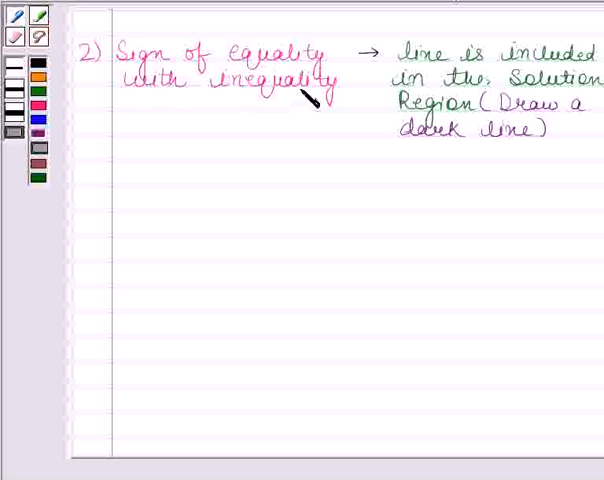 2) Sign of equality → line is included
with inequality in the Solution
Region (Draw a
dark line)